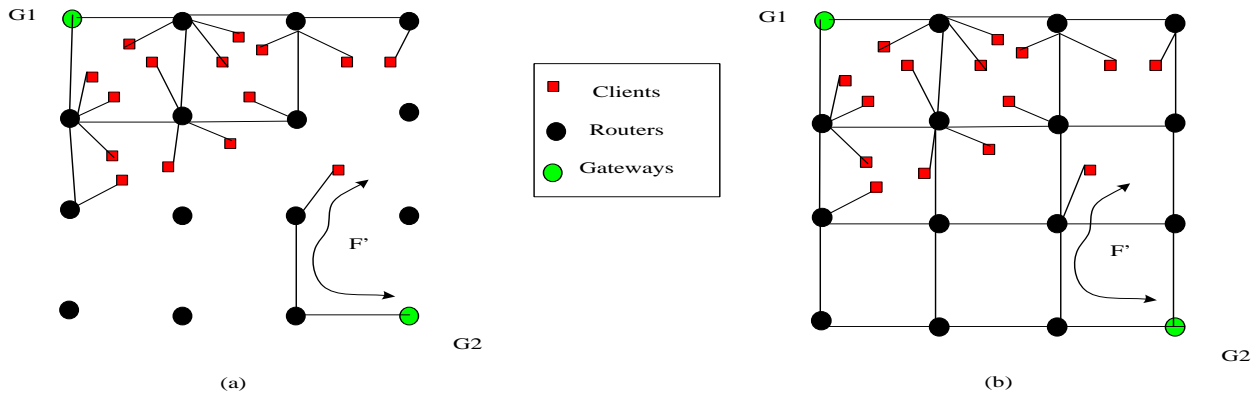 G1
G1
Clients
Routers
Gateways
F’
F’
G2
G2
(a)
(b)